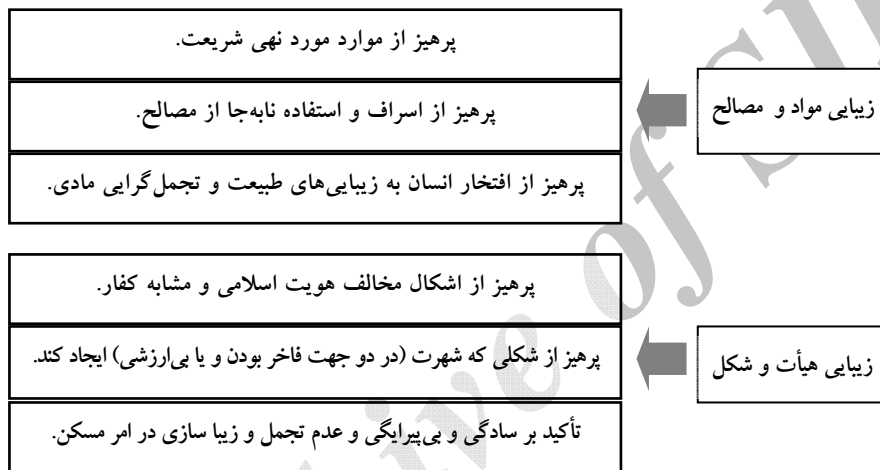 زیبایی مواد و مصالح
پرهیز از موارد مورد نهی شریعت.
پرهیز از اسراف و استفاده نابه‌جا از مصالح.
پرهیز از افتخار انسان به زیبایی‌های طبیعت و تجمل‌گرایی مادی.
زیبایی هیأت و شکل
پرهیز از اشکال مخالف هویت اسلامی و مشابه کفار.
پرهیز از شکلی که شهرت (در دو جهت فاخر بودن و یا بی‌ارزشی) ایجاد کند.
تأکید بر سادگی و بی‌پیرایگی و عدم تجمل و زیبا سازی در امر مسکن.